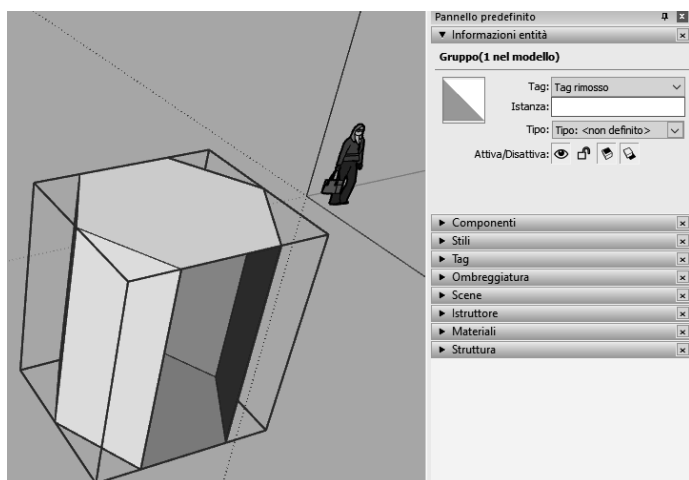 Pannello predefinito
Informazioni entità
Gruppo(1 nel modello)
Tag: Tag rimosso
Istanza:
Tipo: Tipo: <non definito>
Attiva/Disattiva:
Componenti
Stili
Tag
Ombreggiatura
Scene
Istruttore
Materiali
Struttura